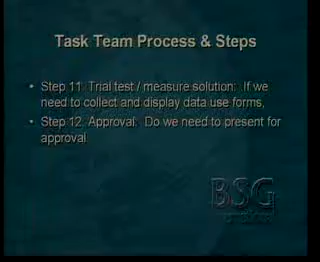 Task Team Process & Steps
• Step 11. Trial test / measure solution: If we
need to collect and display data use forms,
• Step 12. Approval: Do we need to present for
approval
BSG